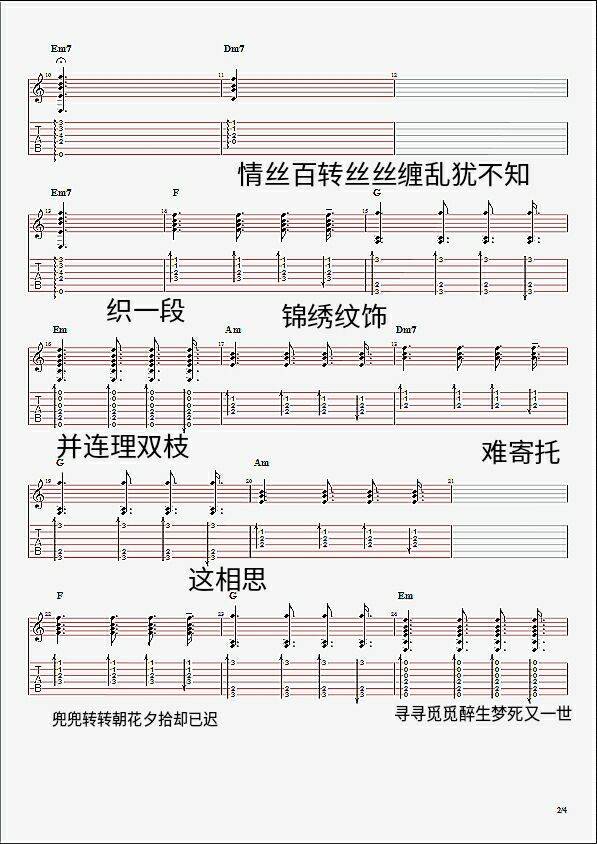 Em7 Dm7
10 11 12
情丝百转丝丝缠乱犹不知
Em7 F G
13 14 15
织一段 锦绣纹饰
Em Am Dm7
16 17 18
并连理双枝 难寄托
G Am
19 20 21
这相思
F G Em
22 23 24
兜兜转转朝花夕拾却已迟 寻寻觅觅醉生梦死又一世
2/4